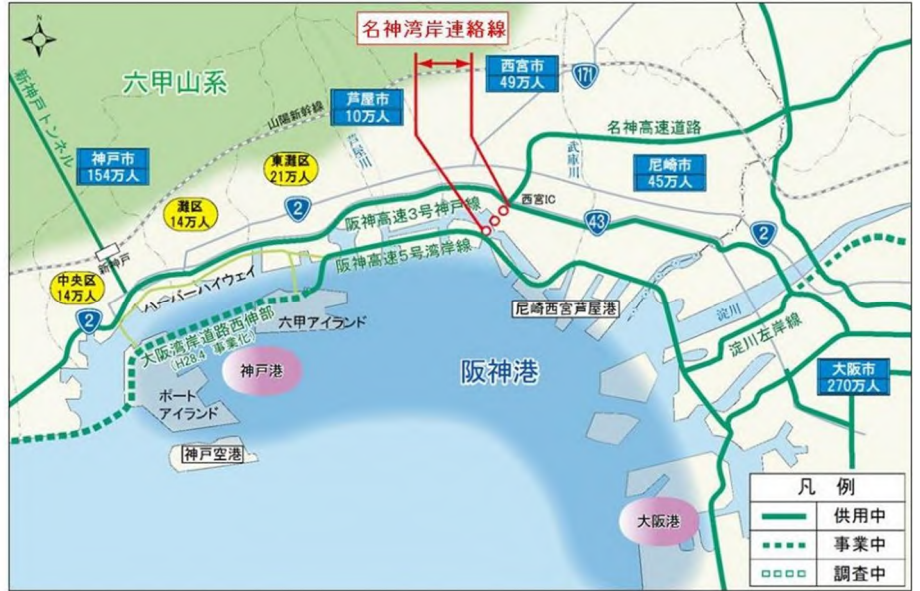 N
名神湾岸連絡線
六甲山系
新神戸トンネル
山陽新幹線
芦屋市
10万人
西宮市
49万人
171
名神高速道路
神戸市
154万人
東灘区
21万人
芦屋川
武庫川
尼崎市
45万人
灘区
14万人
2
阪神高速3号神戸線
西宮IC
43
2
新神戸
阪神高速5号湾岸線
中央区
14万人
2
ハーバーハイウェイ
六甲アイランド
尼崎西宮芦屋港
淀川
淀川左岸線
大阪湾岸道路西伸部
(H28.4 事業化)
神戸港
阪神港
大阪市
270万人
ポート
アイランド
神戸空港
大阪港
凡 例
供用中
事業中
調査中